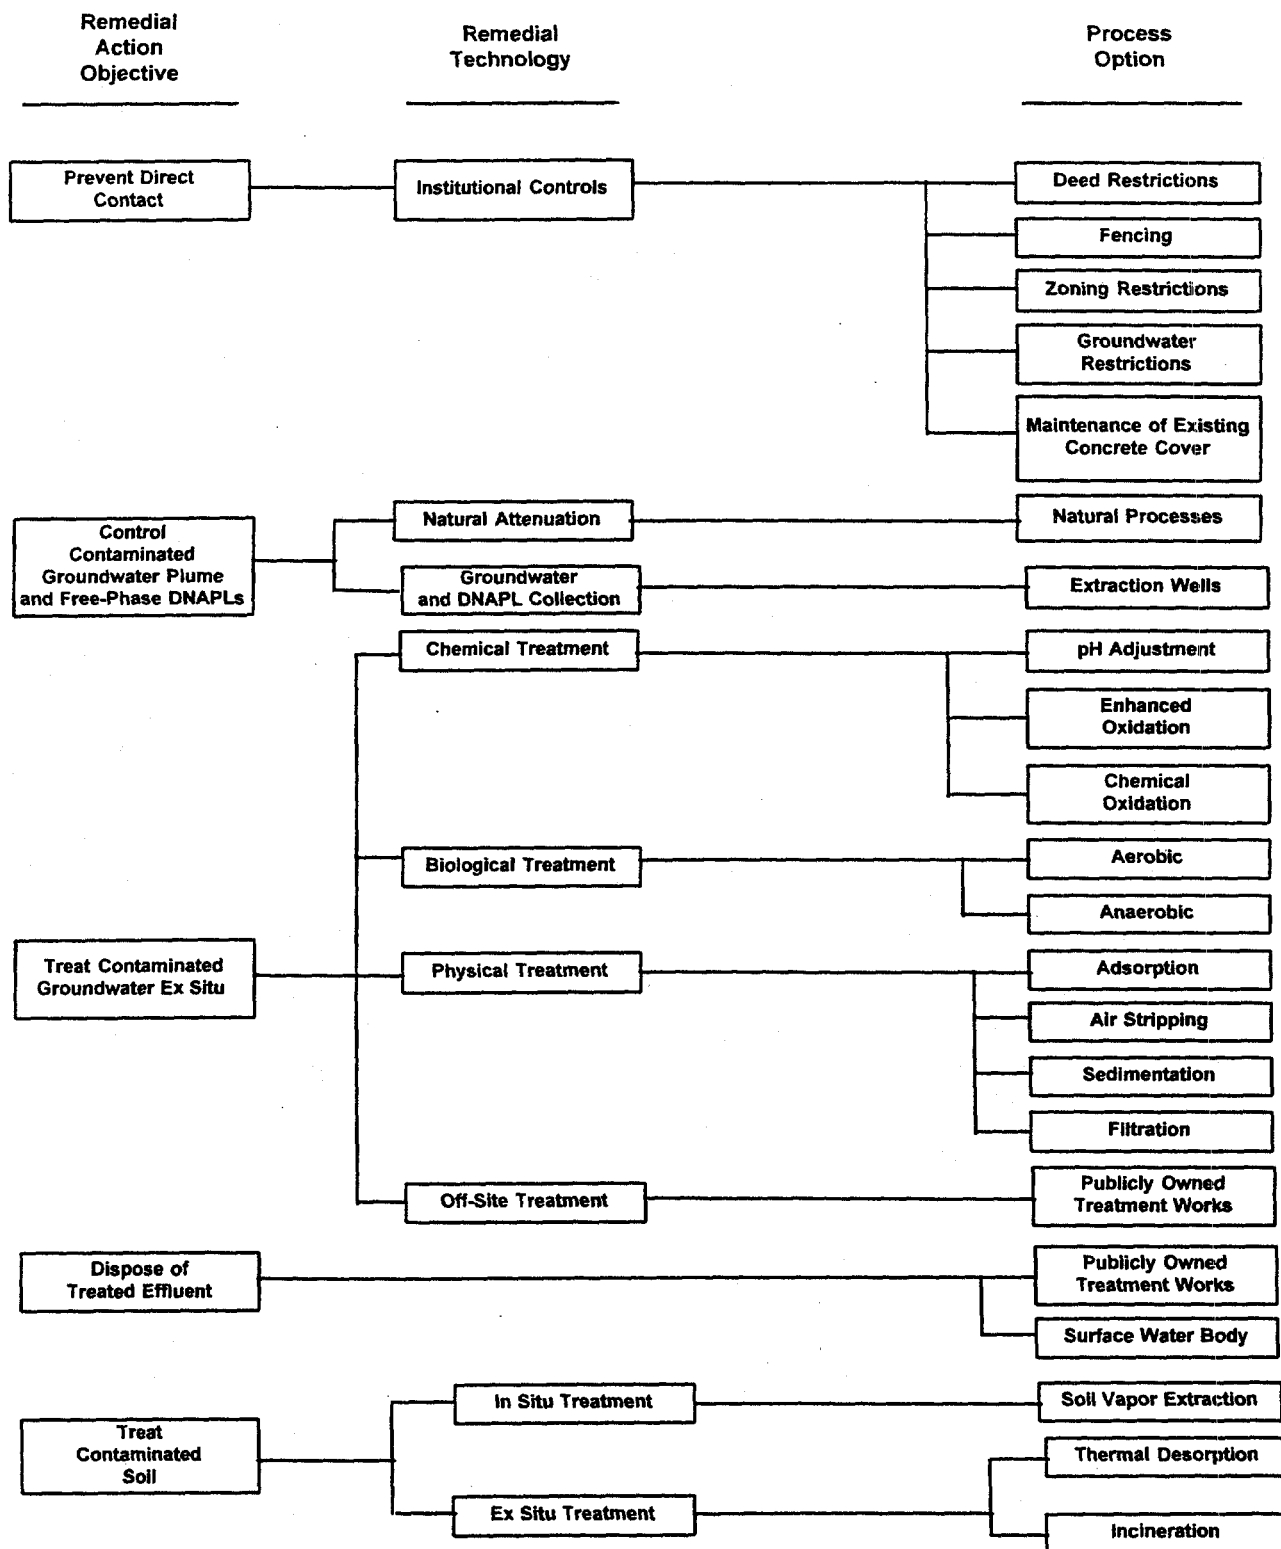 Remedial
Action
Objective
Remedial
Technology
Process
Option
Prevent Direct
Contact
Institutional Controls
Deed Restrictions
Fencing
Zoning Restrictions
Groundwater
Restrictions
Maintenance of Existing
Concrete Cover
Control
Contaminated
Groundwater Plume
and Free-Phase DNAPLs
Natural Attenuation
Natural Processes
Groundwater
and DNAPL Collection
Extraction Wells
Treat Contaminated
Groundwater Ex Situ
Chemical Treatment
pH Adjustment
Enhanced
Oxidation
Chemical
Oxidation
Biological Treatment
Aerobic
Anaerobic
Physical Treatment
Adsorption
Air Stripping
Sedimentation
Filtration
Off-Site Treatment
Publicly Owned
Treatment Works
Dispose of
Treated Effluent
Publicly Owned
Treatment Works
Surface Water Body
Treat
Contaminated
Soil
In Situ Treatment
Soil Vapor Extraction
Ex Situ Treatment
Thermal Desorption
Incineration